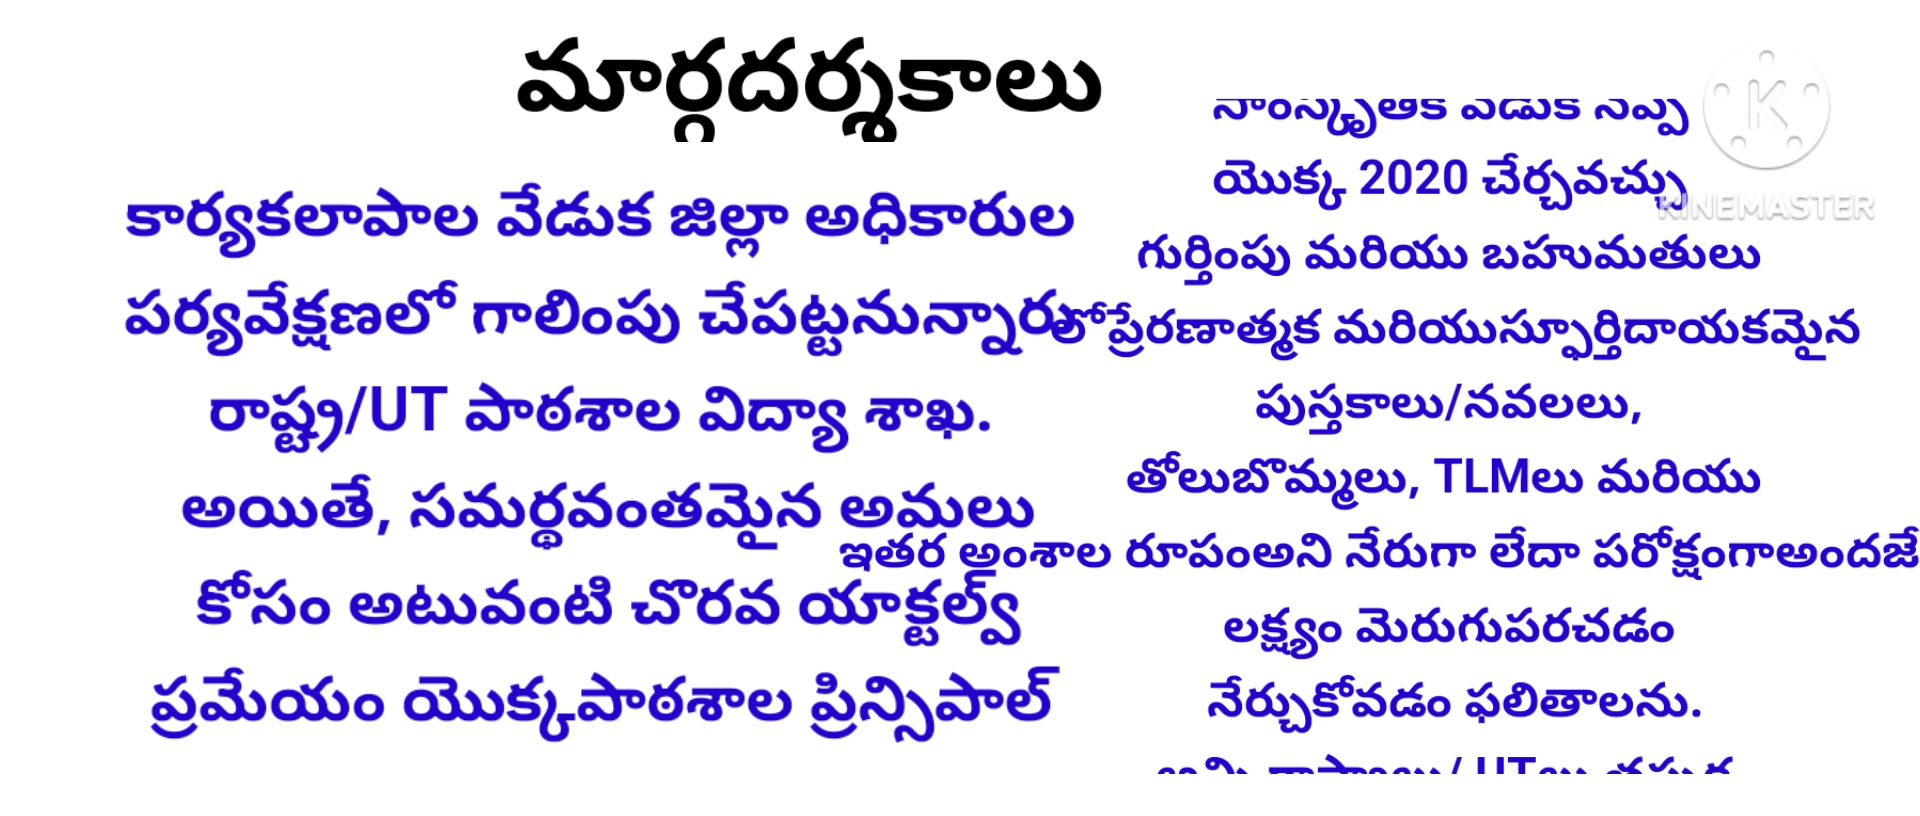 మార్గదర్శకాలు
కార్యకలాపాల వేడుక జిల్లా అధికారుల
పర్యవేక్షణలో గాలింపు చేపట్టనున్నారు
రాష్ట్ర/UT పాఠశాల విద్యా శాఖ.
అయితే, సమర్థవంతమైన అమలు
కోసం అటువంటి చొరవ యాక్టల్వ్
ప్రమేయం యొక్కపాఠశాల ప్రిన్సిపాల్
సాంస్కృతిక వేడుక నెప్ప
యొక్క 2020 చేర్చవచ్చు
గుర్తింపు మరియు బహుమతులు
లోప్రేరణాత్మక మరియుస్ఫూర్తిదాయకమైన
పుస్తకాలు/నవలలు,
తోలుబొమ్మలు, TLMలు మరియు
ఇతర అంశాల రూపంఅని నేరుగా లేదా పరోక్షంగాఅందజే
లక్ష్యం మెరుగుపరచడం
నేర్చుకోవడం ఫలితాలను.
KINEMASTER